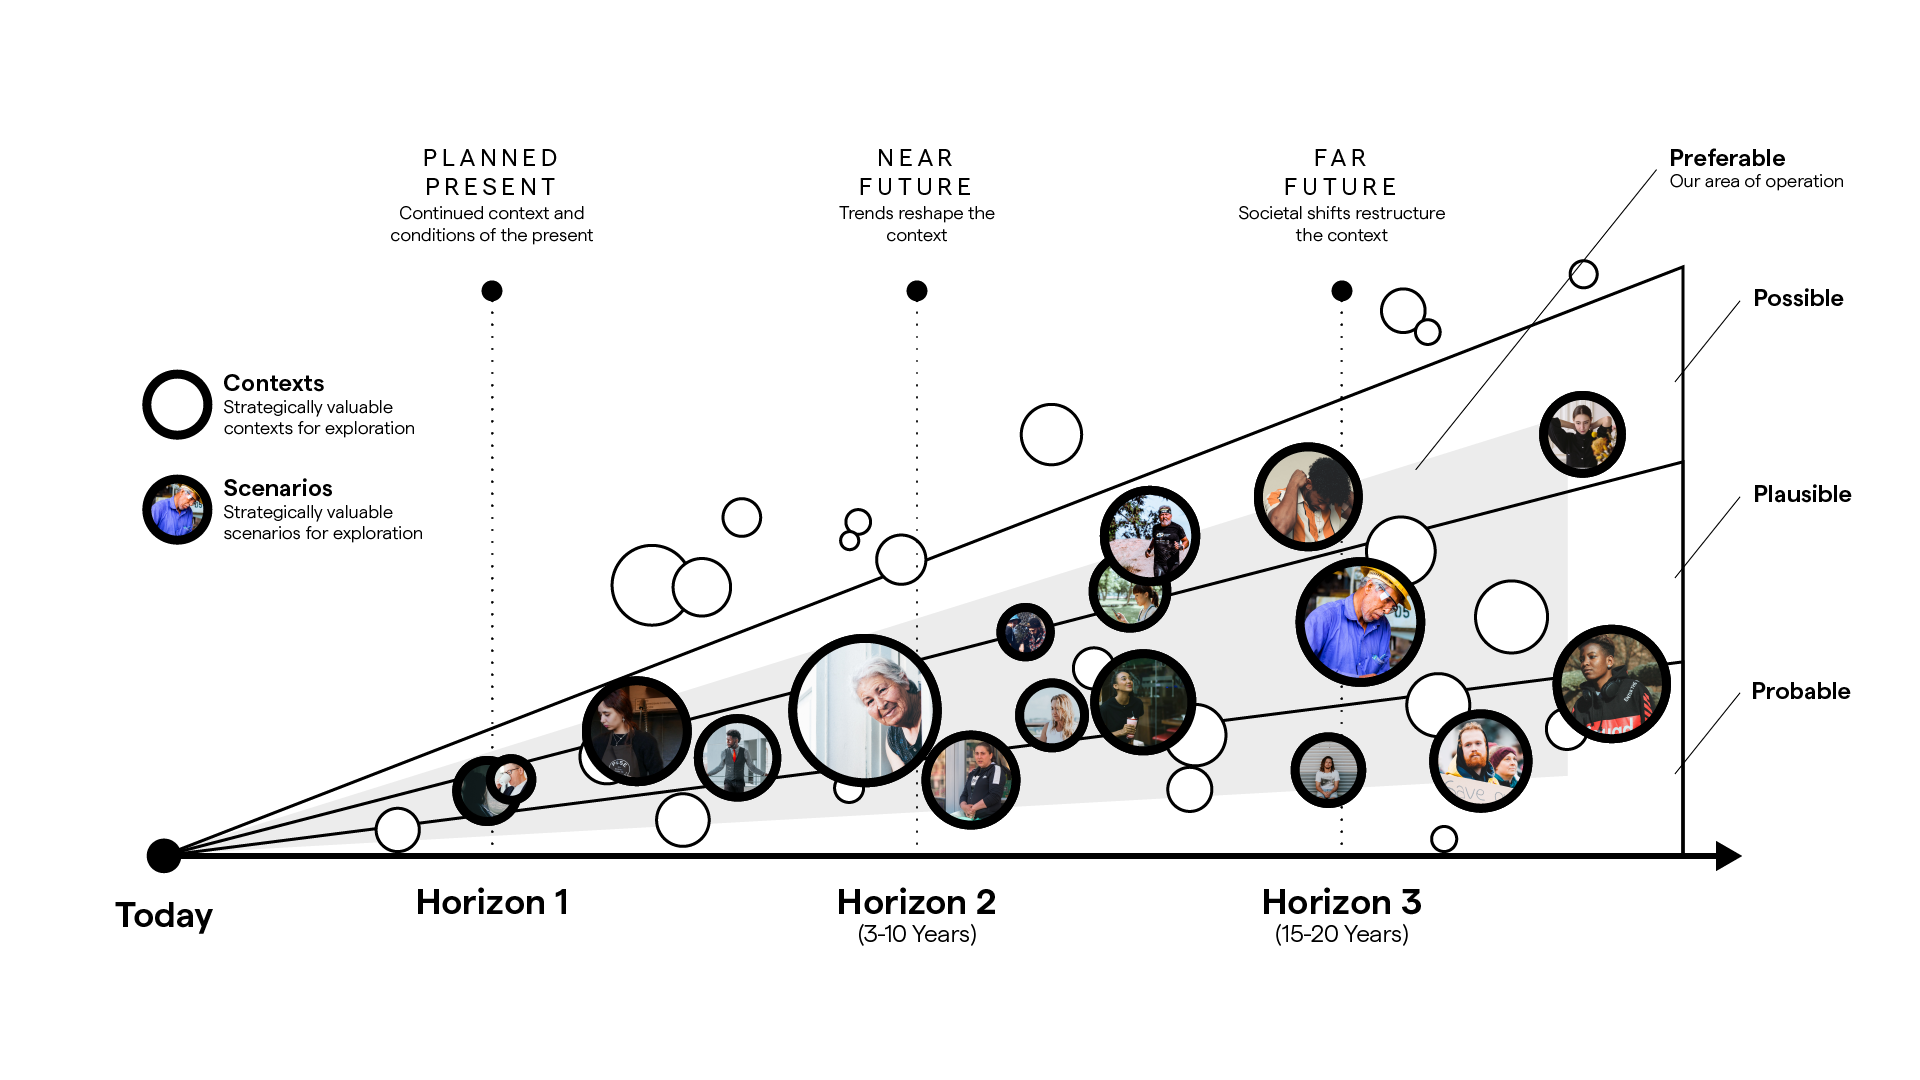 PLANNED
PRESENT
Continued context and
conditions of the present
NEAR
FUTURE
Trends reshape the
context
FAR
FUTURE
Societal shifts restructure
the context
Preferable
Our area of operation
Possible
Plausible
Probable
Contexts
Strategically valuable
contexts for exploration
Scenarios
Strategically valuable
scenarios for exploration
05
Save
Today
Horizon 1
Horizon 2
(3-10 Years)
Horizon 3
(15-20 Years)